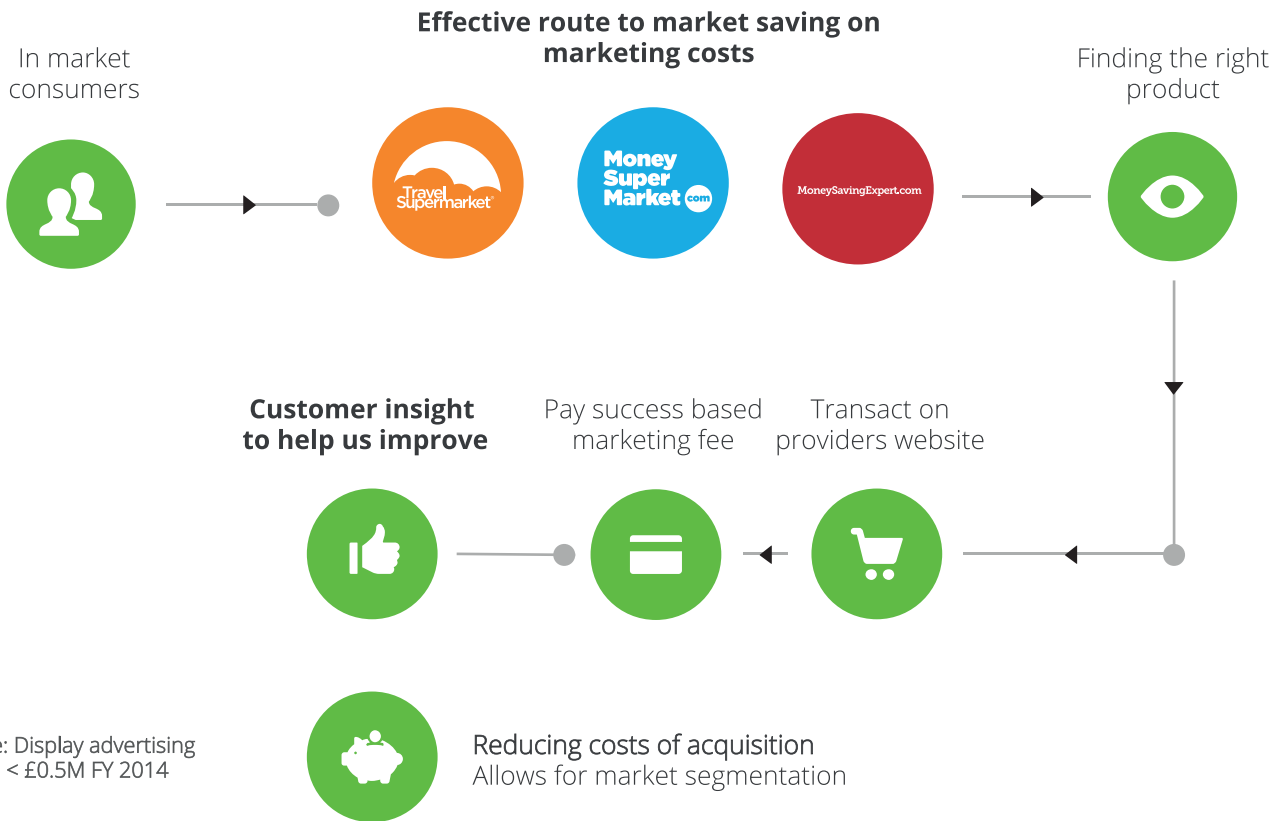 Effective route to market saving on
marketing costs
In market
consumers
Finding the right
product
Travel
Supermarket
Money
Super
Market
com
MoneySavingExpert.com
Customer insight
to help us improve
Pay success based
marketing fee
Transact on
providers website
Reducing costs of acquisition
Allows for market segmentation
: Display advertising
< £0.5M FY 2014